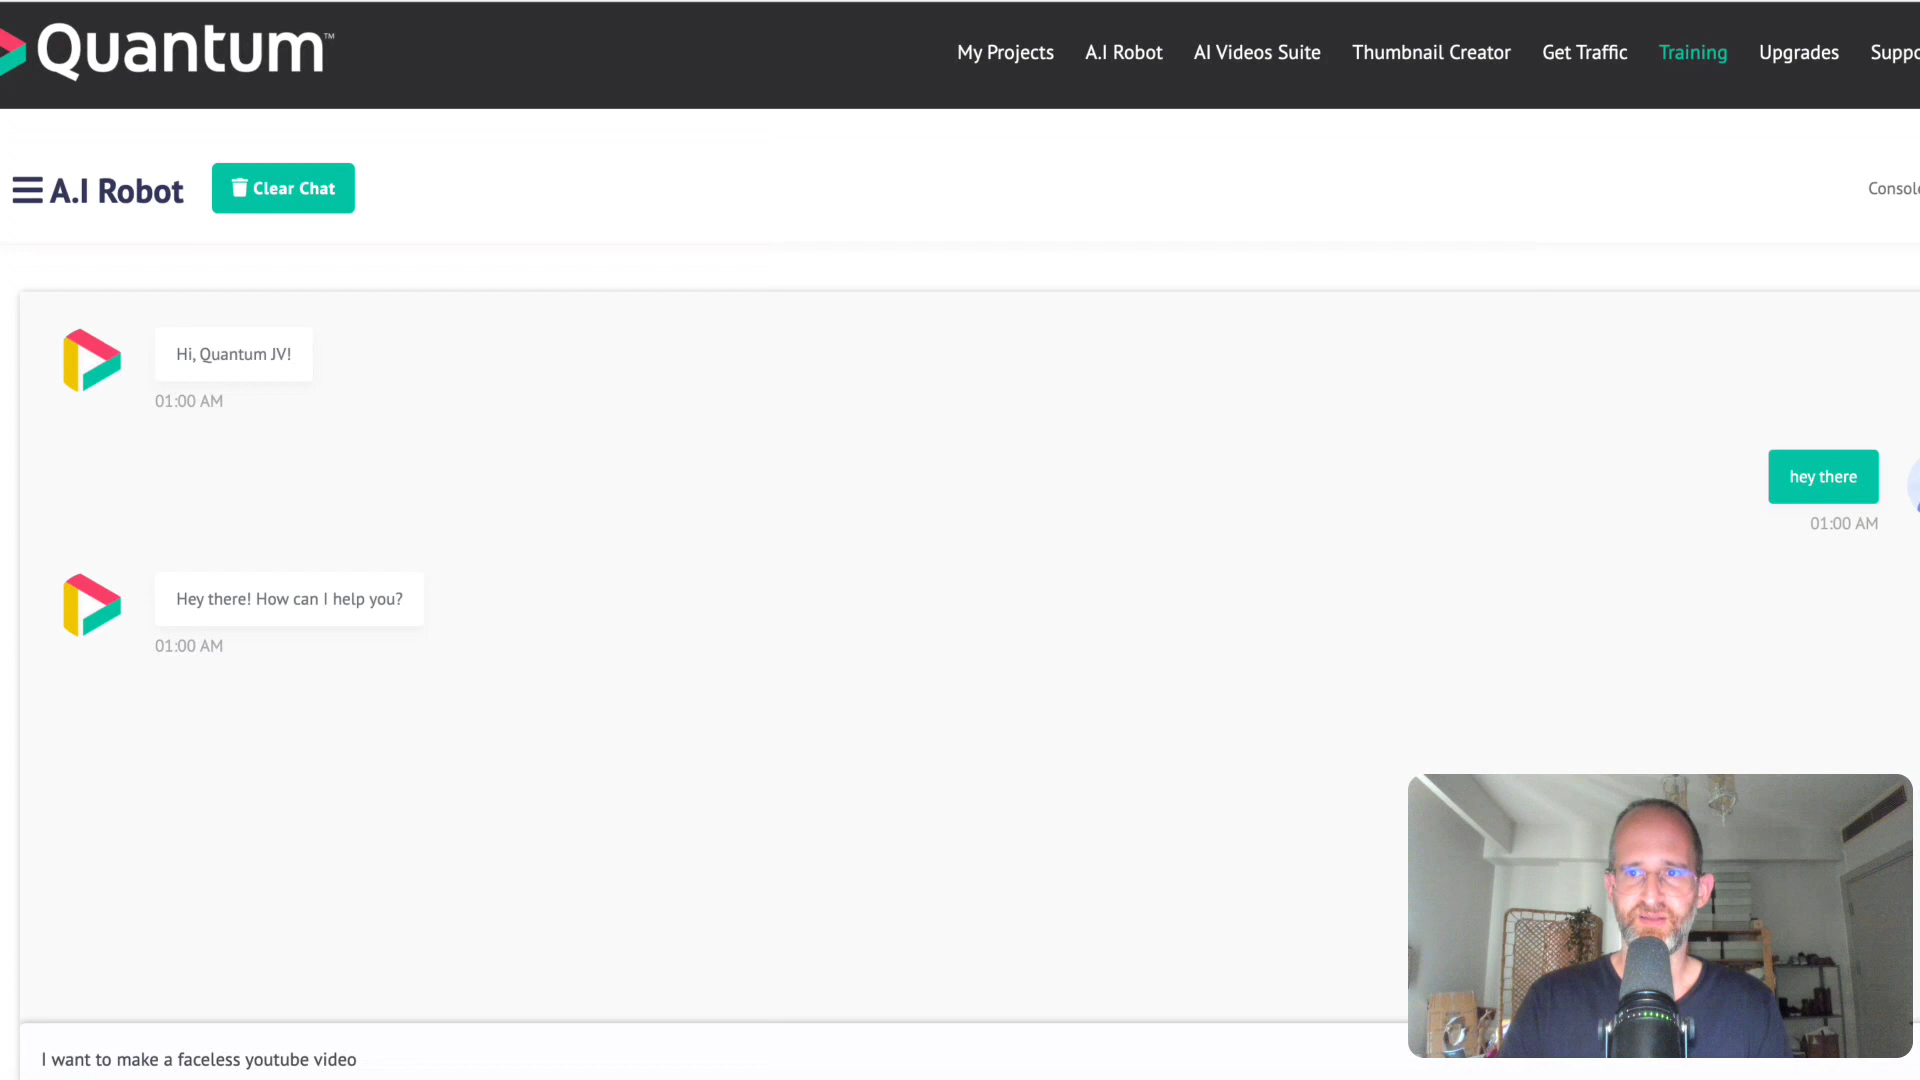 Quantum™
My Projects
A.I Robot
AI Videos Suite
Thumbnail Creator
Get Traffic
Training
Upgrades
Suppo
A.I Robot
Clear Chat
Console
Hi, Quantum JV!
01:00 AM
hey there
01:00 AM
Hey there! How can I help you?
01:00 AM
I want to make a faceless youtube video